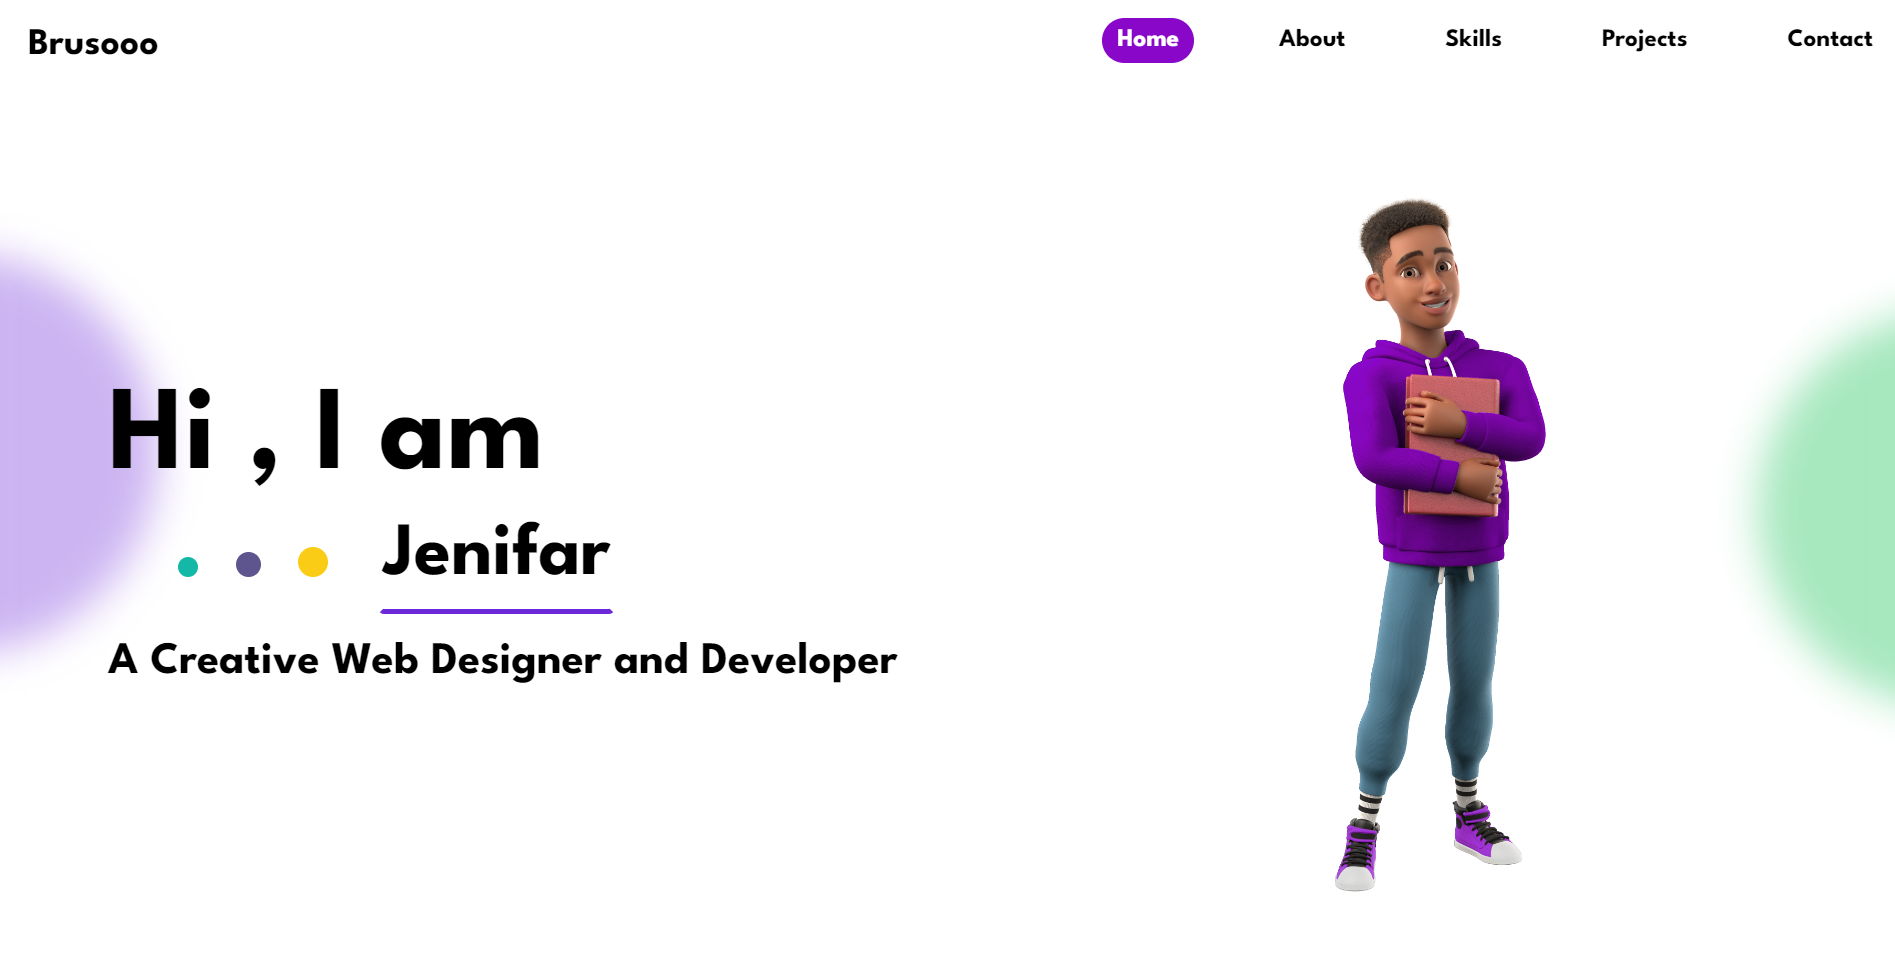 Brusooo
Home About Skills Projects Contact
Hi , I am
Jenifar
A Creative Web Designer and Developer